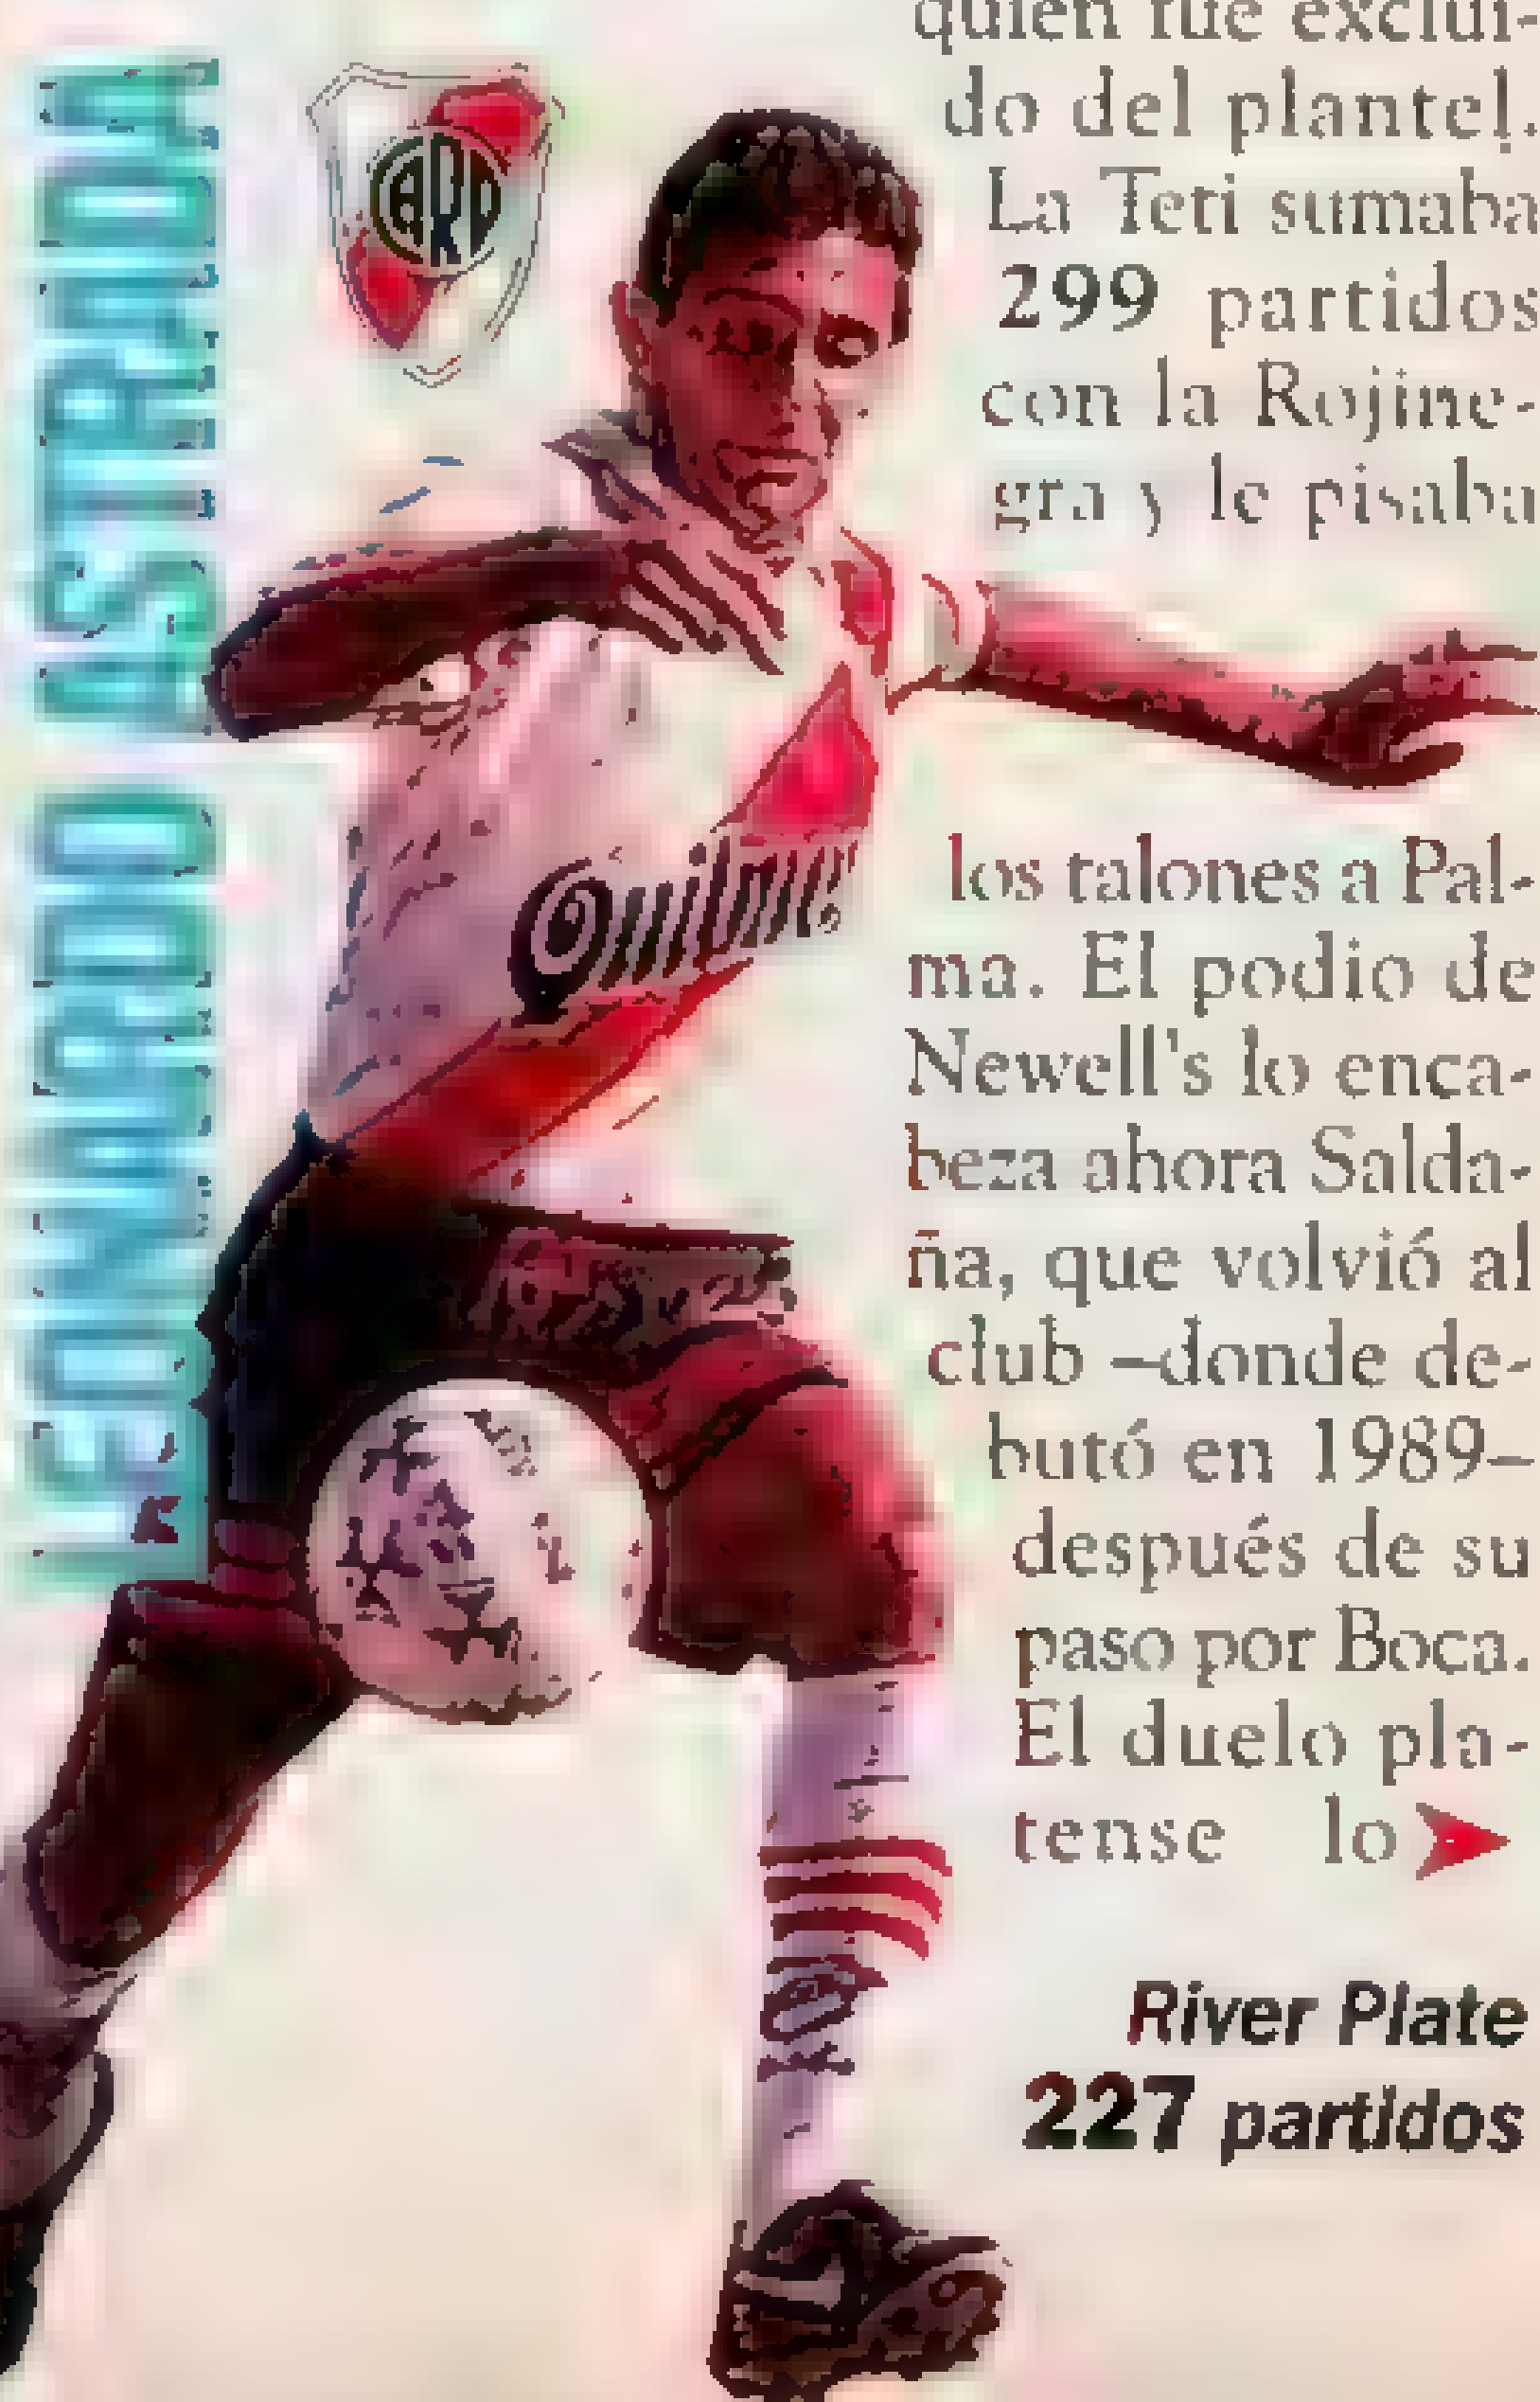 LEONARDO ASTRADA
CARP
quien fue exclui-
do del plantel.
La Teti sumaba
299 partidos
con la Rojine-
gra y le pisaba
los talones a Pal-
ma. El podio de
Newell's lo enca-
beza ahora Salda-
ña, que volvió al
club –donde de-
butó en 1989–
después de su
paso por Boca.
El duelo pla-
tense lo
Quilmes
River Plate
227 partidos